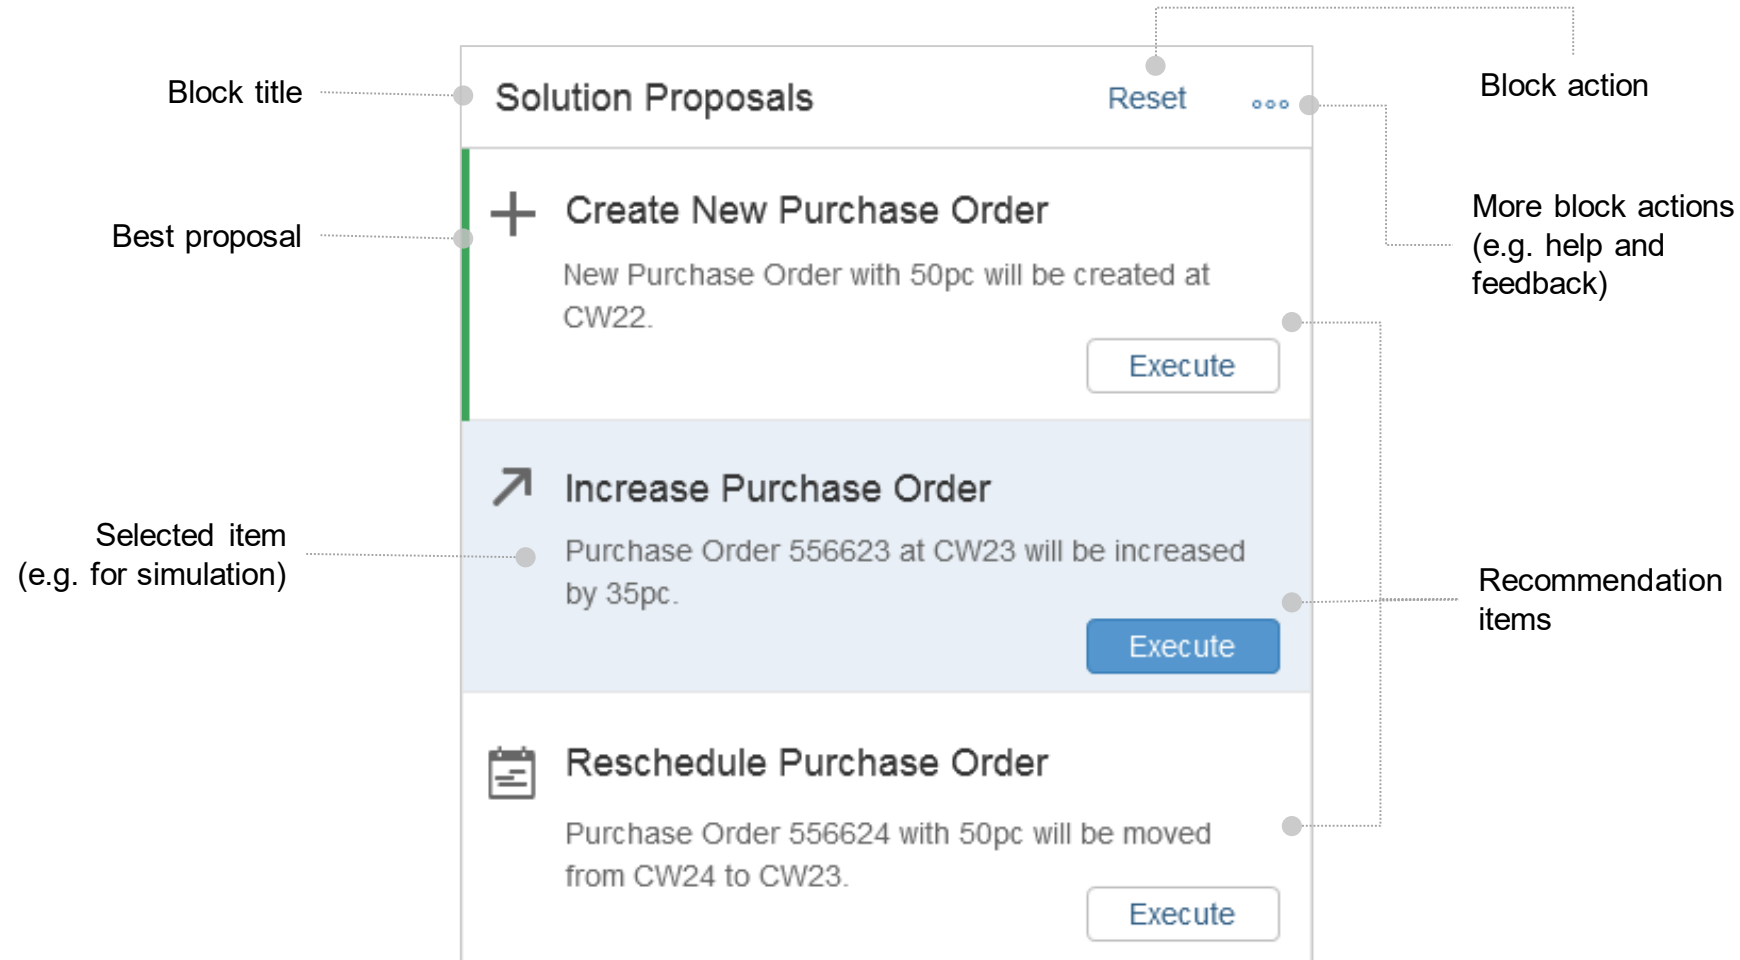 Block title
Solution Proposals
Reset
Block action
More block actions
(e.g. help and
feedback)
Best proposal
Create New Purchase Order
New Purchase Order with 50pc will be created at
CW22.
Execute
Selected item
(e.g. for simulation)
Increase Purchase Order
Purchase Order 556623 at CW23 will be increased
by 35pc.
Execute
Recommendation
items
Reschedule Purchase Order
Purchase Order 556624 with 50pc will be moved
from CW24 to CW23.
Execute